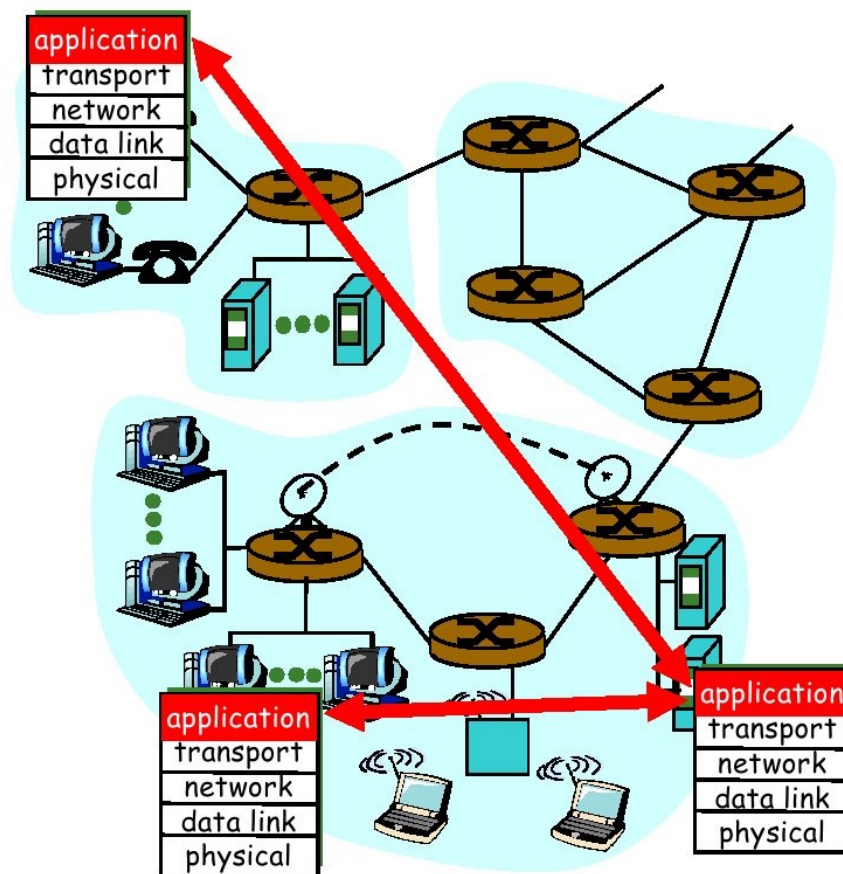 application
transport
network
data link
physical
application
transport
network
data link
physical
application
transport
network
data link
physical